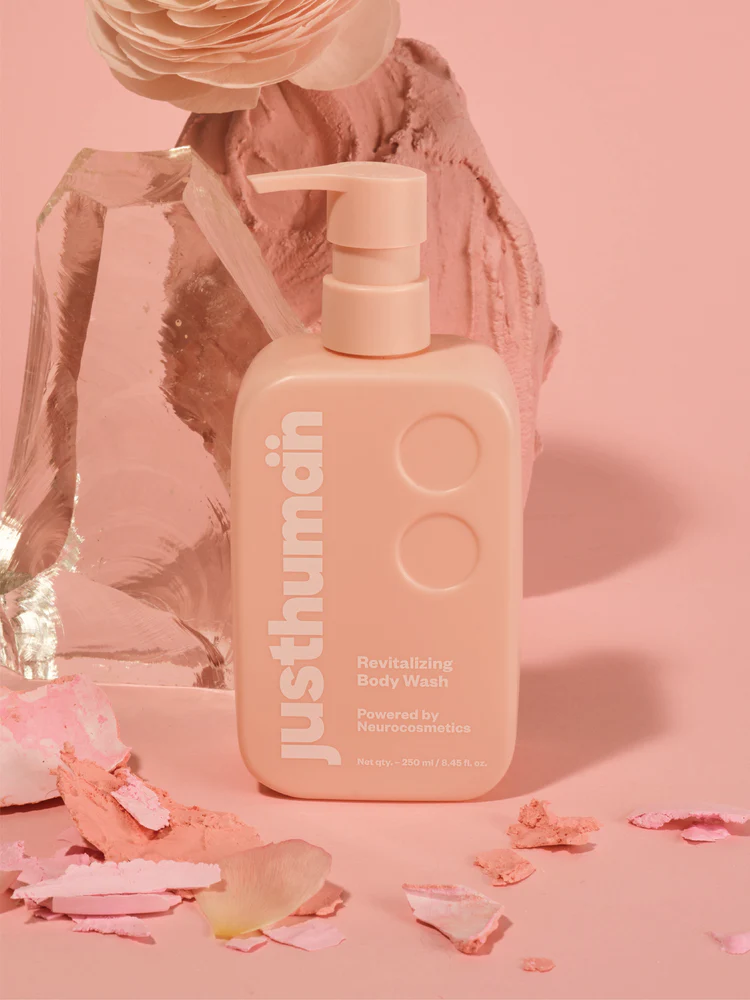 justhumän
Revitalizing
Body Wash
Powered by
Neurocosmetics
Net qty. - 250 ml / 8.45 fl. oz.